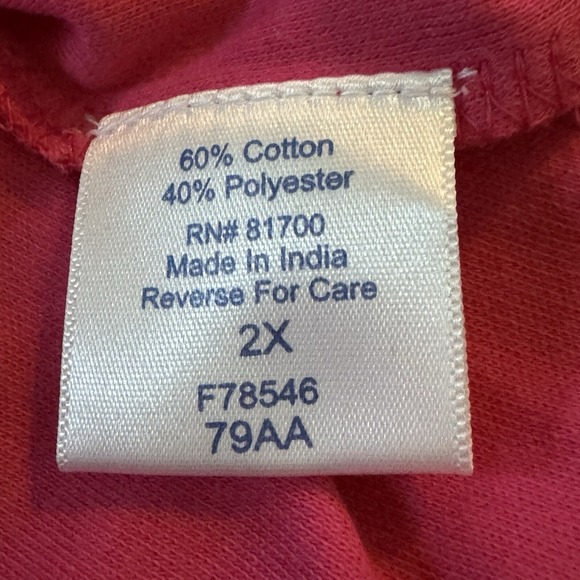 60% Cotton
40% Polyester
RN# 81700
Made In India
Reverse For Care
2X
F78546
79AA